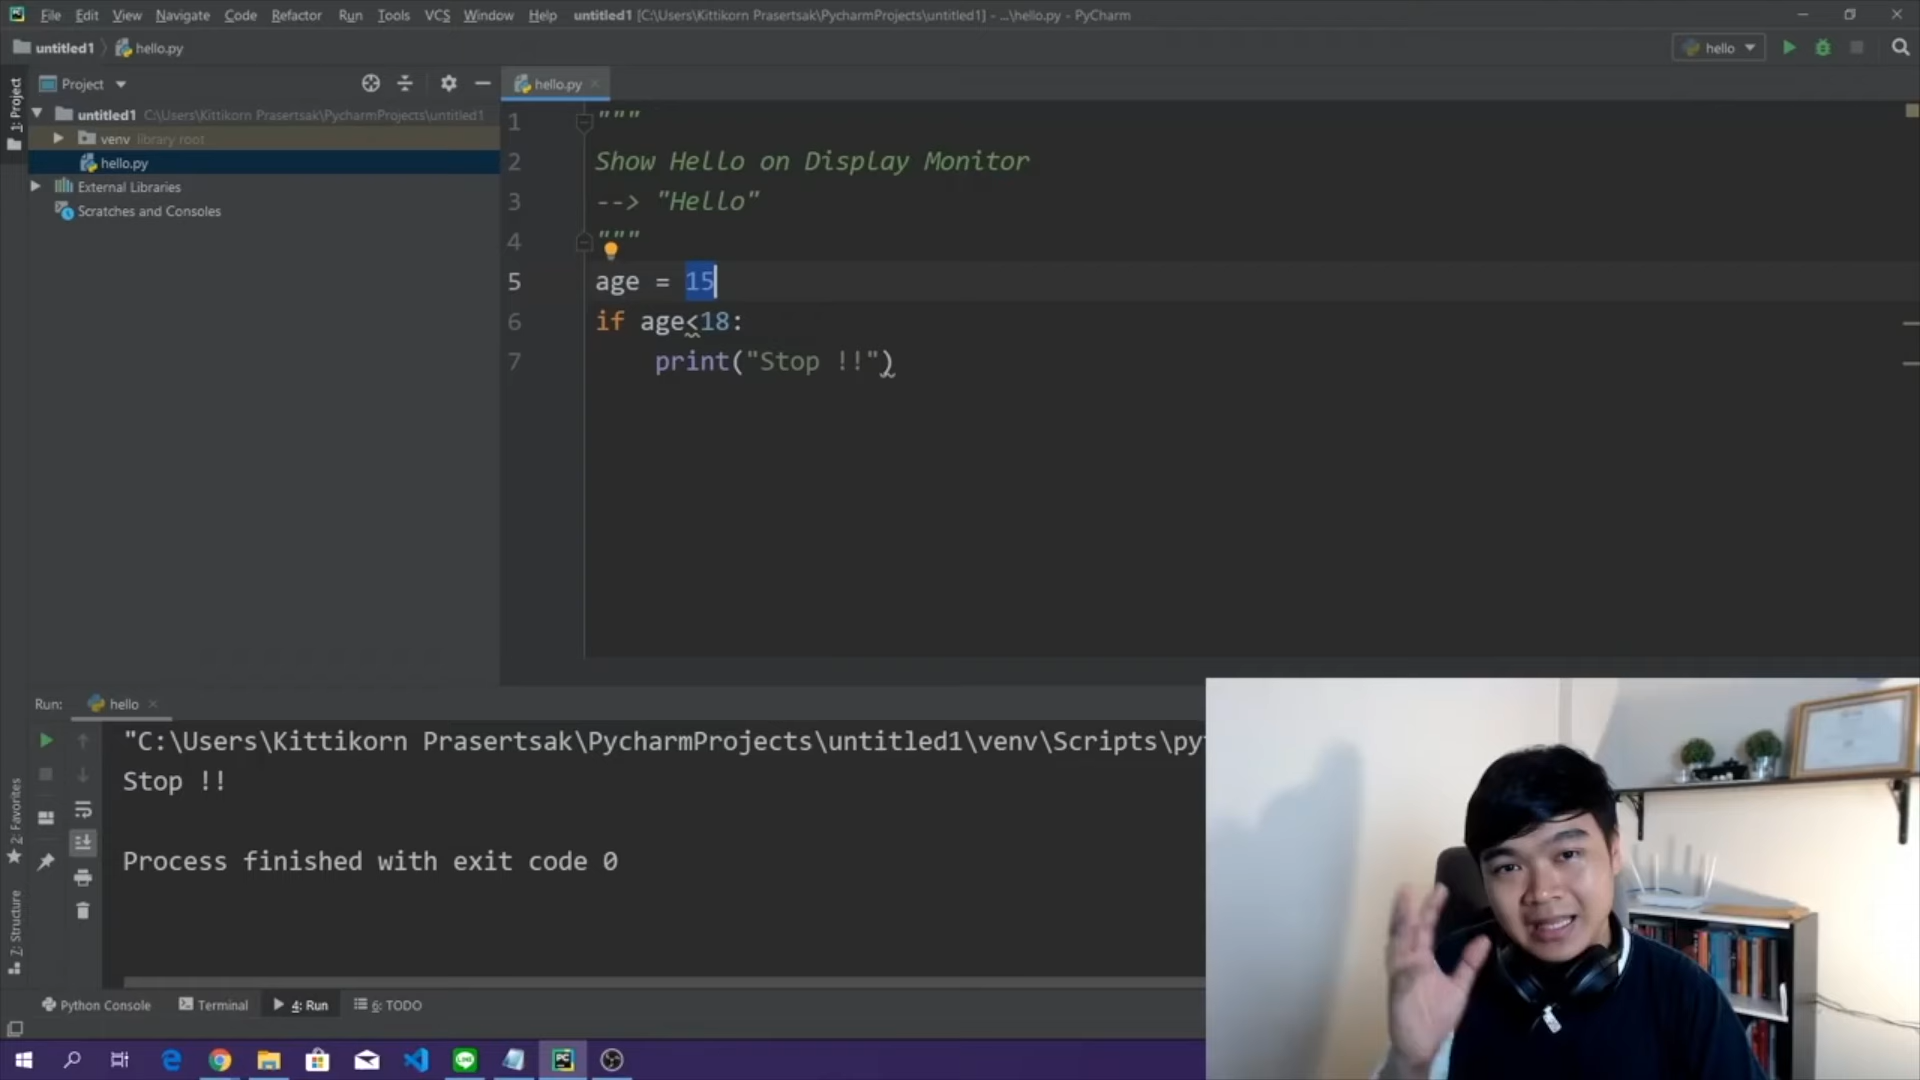 File Edit View Navigate Code Refactor Run Tools VCS Window Help untitled1 [C:\Users\Kittikorn Prasertsak\PycharmProjects\untitled1] - ...\hello.py - PyCharm
untitled1 hello.py
hello
1: Project
Project
hello.py
untitled1 C:\Users\Kittikorn Prasertsak\PycharmProjects\untitled1
venv library root
hello.py
External Libraries
Scratches and Consoles
1 """
2 Show Hello on Display Monitor
3 --> "Hello"
4 """
5 age = 15
6 if age<18:
7 print("Stop !!")
Run: hello
"C:\Users\Kittikorn Prasertsak\PycharmProjects\untitled1\venv\Scripts\py
Stop !!
Process finished with exit code 0
2: Favorites
7: Structure
Python Console Terminal 4: Run 6: TODO